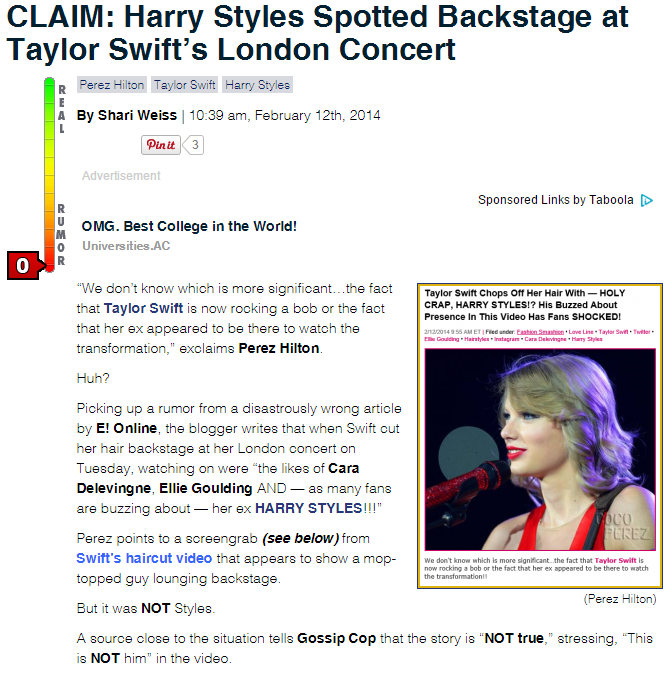 CLAIM: Harry Styles Spotted Backstage at
Taylor Swift's London Concert
REAL
RUMOR
0
Perez Hilton Taylor Swift Harry Styles
By Shari Weiss | 10:39 am, February 12th, 2014
Pin it 3
Advertisement
Sponsored Links by Taboola
OMG. Best College in the World!
Universities.AC
“We don’t know which is more significant…the fact
that Taylor Swift is now rocking a bob or the fact
that her ex appeared to be there to watch the
transformation,” exclaims Perez Hilton.
Huh?
Picking up a rumor from a disastrously wrong article
by E! Online, the blogger writes that when Swift cut
her hair backstage at her London concert on
Tuesday, watching on were “the likes of Cara
Delevingne, Ellie Goulding AND — as many fans
are buzzing about — her ex HARRY STYLES!!!”
Perez points to a screengrab (see below) from
Swift's haircut video that appears to show a mop-
topped guy lounging backstage.
But it was NOT Styles.
A source close to the situation tells Gossip Cop that the story is “NOT true,” stressing, “This
is NOT him” in the video.
Taylor Swift Chops Off Her Hair With — HOLY
CRAP, HARRY STYLES!? His Buzzed About
Presence In This Video Has Fans SHOCKED!
2/12/2014 9:55 AM ET | Filed under: Fashion Smashion • Love Line • Taylor Swift • Twitter •
Ellie Goulding • Hairstyles • Instagram • Cara Delevingne • Harry Styles
COCO
PEREZ
We don't know which is more significant..the fact that Taylor Swift is
now rocking a bob or the fact that her ex appeared to be there to watch
the transformation!!
(Perez Hilton)